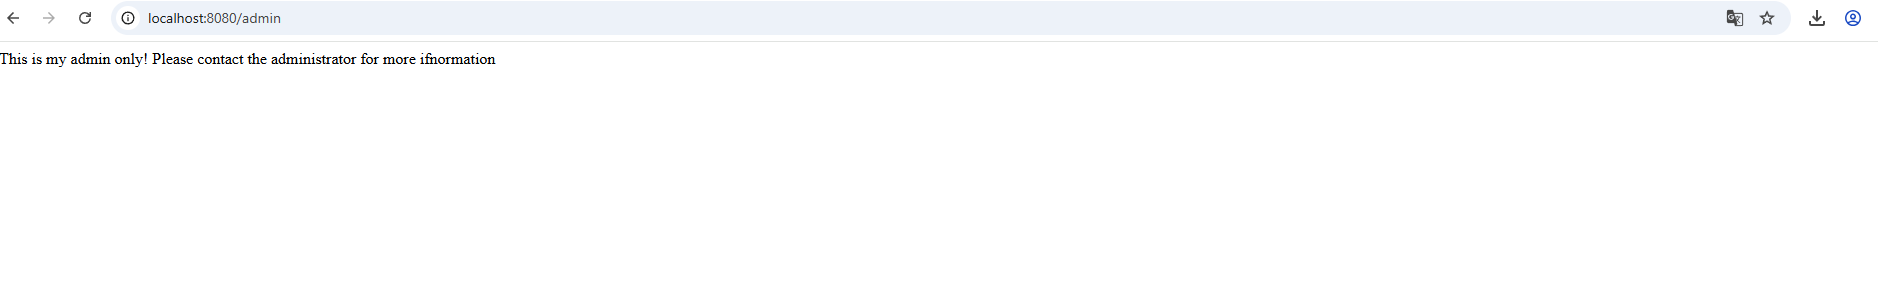 localhost:8080/admin
This is my admin only! Please contact the administrator for more ifnormation